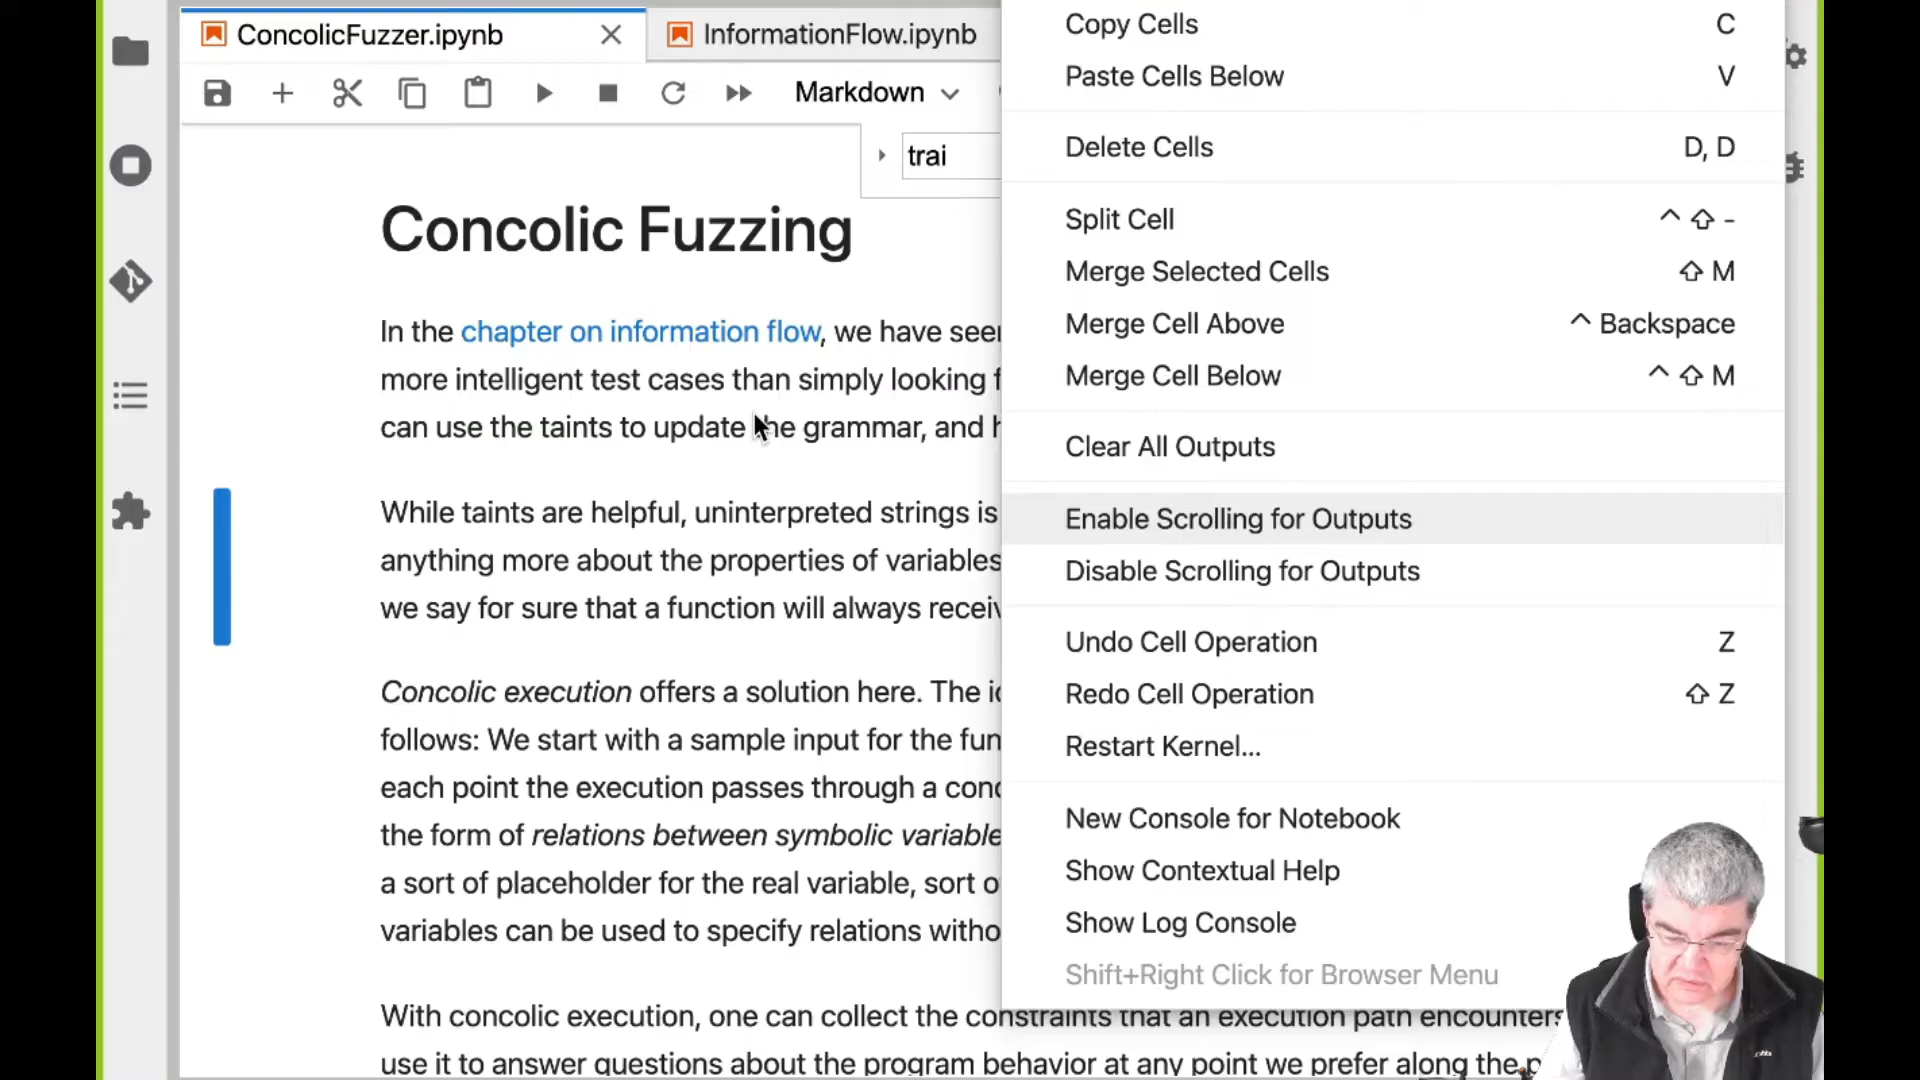 ConcolicFuzzer.ipynb
InformationFlow.ipynb
Markdown
trai
Concolic Fuzzing
In the chapter on information flow, we have seen
more intelligent test cases than simply looking
can use the taints to update the grammar, and
While taints are helpful, uninterpreted strings is
anything more about the properties of variables
we say for sure that a function will always
Concolic execution offers a solution here. The
follows: We start with a sample input for the
each point the execution passes through a
the form of relations between symbolic
a sort of placeholder for the real variable, sort
variables can be used to specify relations
With concolic execution, one can collect the constraints that an execution path encounters
use it to answer questions about the program behavior at any point we prefer along the
Copy Cells C
Paste Cells Below V
Delete Cells D, D
Split Cell ^ ⇧ -
Merge Selected Cells ⇧ M
Merge Cell Above ^ Backspace
Merge Cell Below ^ ⇧ M
Clear All Outputs
Enable Scrolling for Outputs
Disable Scrolling for Outputs
Undo Cell Operation Z
Redo Cell Operation ⇧ Z
Restart Kernel...
New Console for Notebook
Show Contextual Help
Show Log Console
Shift+Right Click for Browser Menu